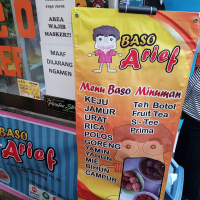 AREA
WAJIB
MASKER!!!
MAAF
DILARANG
NGAMEN
BASO
Arief
Menu Baso Minuman
KEJU
JAMUR
URAT
RICA
POLOS
GORENG
YAMIN
YAHUN
MIE
BIHUN
CAMPUR
Teh Botol
Fruit Tea
S - Tee
Prima
BASO
Arief